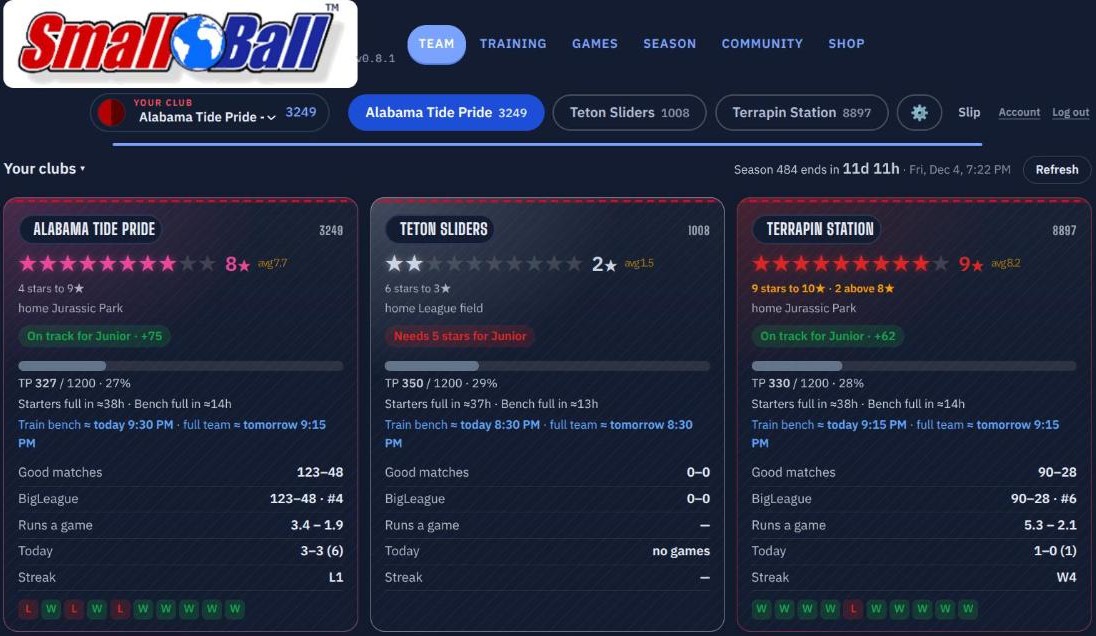 Small Ball TM
v0.8.1
TEAM TRAINING GAMES SEASON COMMUNITY SHOP
YOUR CLUB
Alabama Tide Pride - 3249
Alabama Tide Pride 3249
Teton Sliders 1008
Terrapin Station 8897
Slip Account Log out
Your clubs ▾
Season 484 ends in 11d 11h · Fri, Dec 4, 7:22 PM
Refresh
ALABAMA TIDE PRIDE 3249
★★★★★★★★★★ 8★ avg7.7
4 stars to 9★
home Jurassic Park
On track for Junior · +75
TP 327 / 1200 · 27%
Starters full in ≈38h · Bench full in ≈14h
Train bench ≈ today 9:30 PM · full team ≈ tomorrow 9:15
PM
Good matches 123–48
BigLeague 123–48 · #4
Runs a game 3.4 – 1.9
Today 3–3 (6)
Streak L1
L W L W L W W W W W
TETON SLIDERS 1008
★★★★★★★★★★ 2★ avg1.5
6 stars to 3★
home League field
Needs 5 stars for Junior
TP 350 / 1200 · 29%
Starters full in ≈37h · Bench full in ≈13h
Train bench ≈ today 8:30 PM · full team ≈ tomorrow 8:30
PM
Good matches 0–0
BigLeague 0–0
Runs a game —
Today no games
Streak —
TERRAPIN STATION 8897
★★★★★★★★★★ 9★ avg8.2
9 stars to 10★ · 2 above 8★
home Jurassic Park
On track for Junior · +62
TP 330 / 1200 · 28%
Starters full in ≈38h · Bench full in ≈14h
Train bench ≈ today 9:15 PM · full team ≈ tomorrow 9:15
PM
Good matches 90–28
BigLeague 90–28 · #6
Runs a game 5.3 – 2.1
Today 1–0 (1)
Streak W4
W W W W L W W W W W